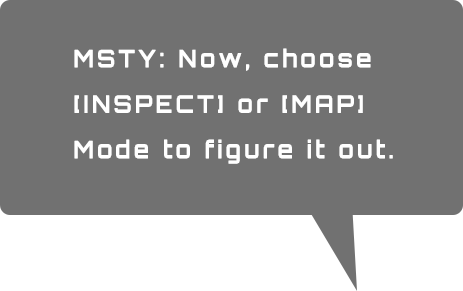 MSTY: Now, choose
[INSPECT] or [MAP]
Mode to figure it out.